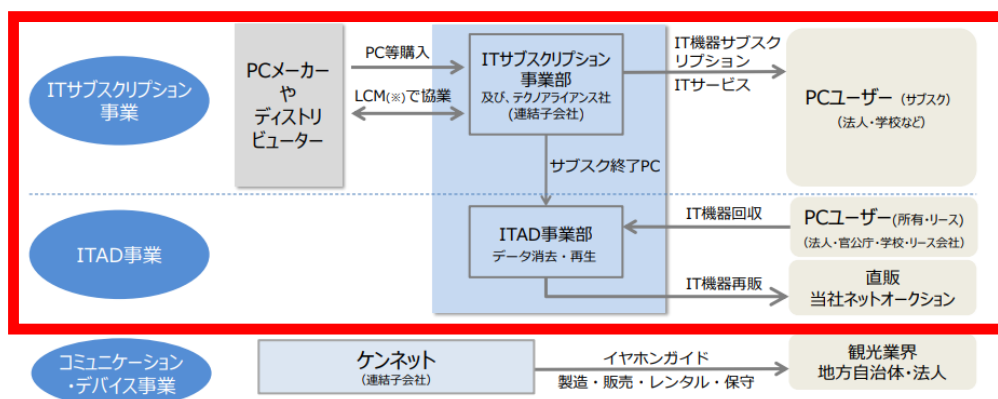 ITサブスクリプション
事業
PCメーカー
や
ディストリ
ビューター
PC等購入
LCM(※)で協業
ITサブスクリプション
事業部
及び、テクノアライアンス社
(連結子会社)
IT機器サブスク
リプション
ITサービス
PCユーザー (サブスク)
(法人・学校など)
サブスク終了PC
ITAD事業
ITAD事業部
データ消去・再生
IT機器回収
PCユーザー(所有・リース)
(法人・官公庁・学校・リース会社)
IT機器再販
直販
当社ネットオークション
コミュニケーション
・デバイス事業
ケンネット
(連結子会社)
イヤホンガイド
製造・販売・レンタル・保守
観光業界
地方自治体・法人